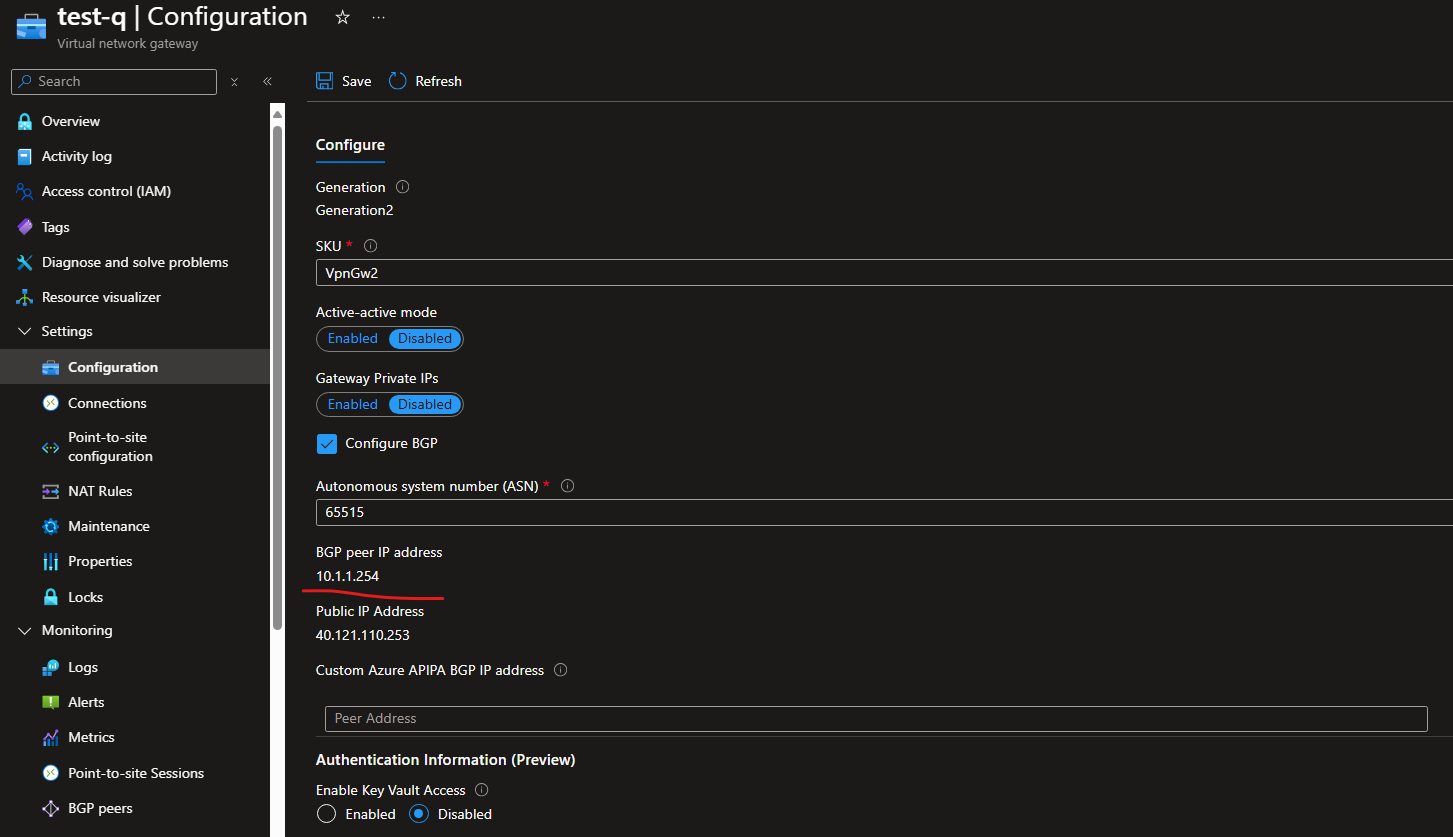 test-q | Configuration
Virtual network gateway
Search
Overview
Activity log
Access control (IAM)
Tags
Diagnose and solve problems
Resource visualizer
Settings
Configuration
Connections
Point-to-site
configuration
NAT Rules
Maintenance
Properties
Locks
Monitoring
Logs
Alerts
Metrics
Point-to-site Sessions
BGP peers
Save Refresh
Configure
Generation
Generation2
SKU *
VpnGw2
Active-active mode
Enabled Disabled
Gateway Private IPs
Enabled Disabled
Configure BGP
Autonomous system number (ASN) *
65515
BGP peer IP address
10.1.1.254
Public IP Address
40.121.110.253
Custom Azure APIPA BGP IP address
Peer Address
Authentication Information (Preview)
Enable Key Vault Access
Enabled Disabled